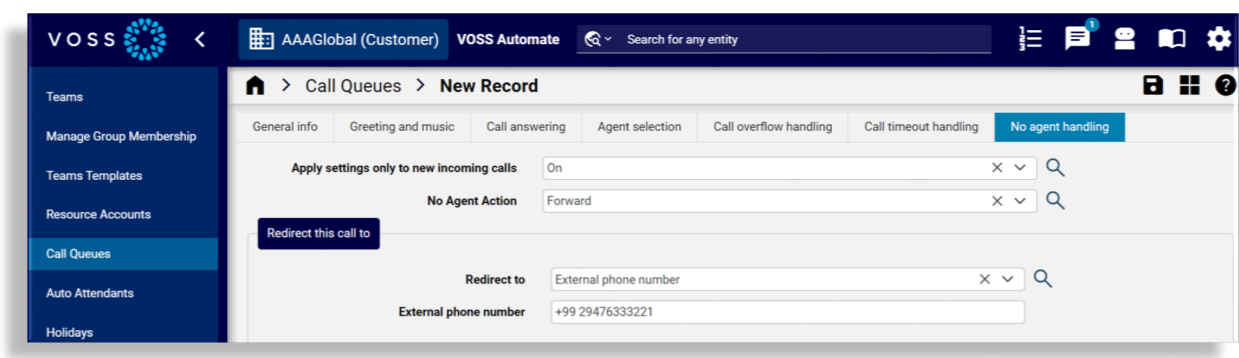 VOSS
AAAGlobal (Customer) VOSS Automate Search for any entity 1
Teams
Manage Group Membership
Teams Templates
Resource Accounts
Call Queues
Auto Attendants
Holidays
Call Queues New Record
General info Greeting and music Call answering Agent selection Call overflow handling Call timeout handling No agent handling
Apply settings only to new incoming calls On
No Agent Action Forward
Redirect this call to
Redirect to External phone number
External phone number +99 29476333221